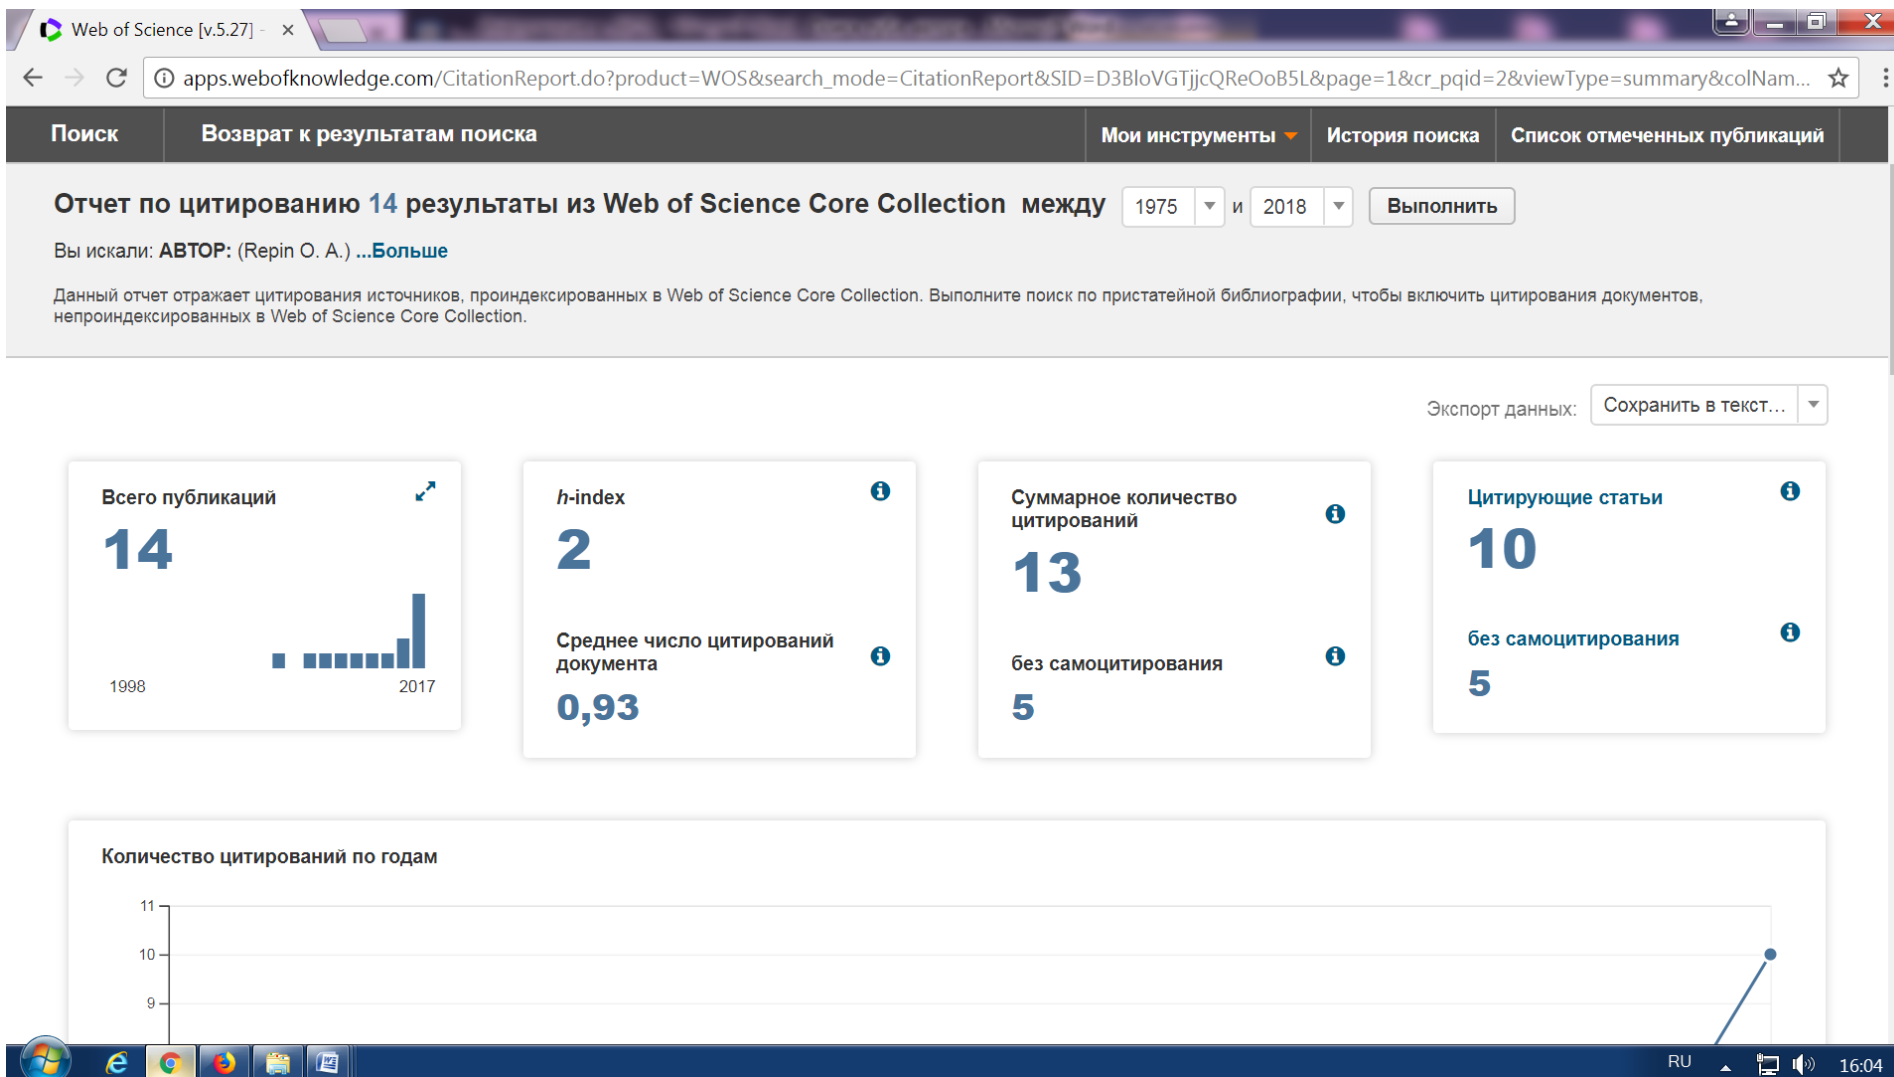 Web of Science [v.5.27] -
apps.webofknowledge.com/CitationReport.do?product=WOS&search_mode=CitationReport&SID=D3BloVGTjjcQReOoB5L&page=1&cr_pqid=2&viewType=summary&colNam...
Поиск Возврат к результатам поиска Мои инструменты История поиска Список отмеченных публикаций
Отчет по цитированию 14 результаты из Web of Science Core Collection между 1975 и 2018 Выполнить
Вы искали: АВТОР: (Repin O. A.) ...Больше
Данный отчет отражает цитирования источников, проиндексированных в Web of Science Core Collection. Выполните поиск по пристатейной библиографии, чтобы включить цитирования документов,
непроиндексированных в Web of Science Core Collection.
Экспорт данных: Сохранить в текст...
Всего публикаций
14
1998 2017
h-index
2
Среднее число цитирований
документа
0,93
Суммарное количество
цитирований
13
без самоцитирования
5
Цитирующие статьи
10
без самоцитирования
5
Количество цитирований по годам
11
10
9
RU 16:04